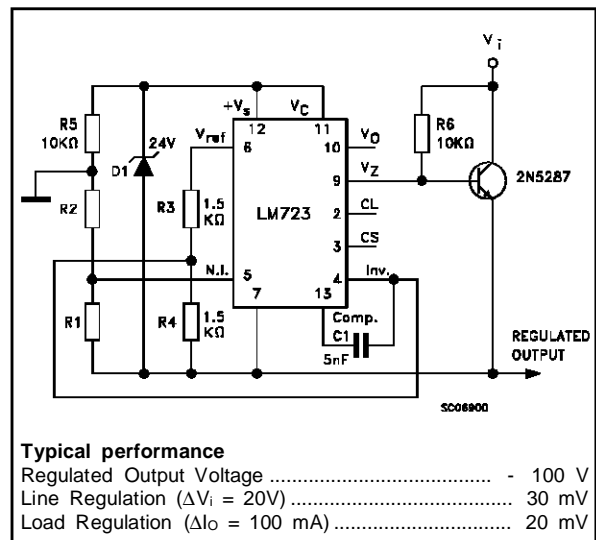 V i
+Vs
VC
R5
10KΩ
24V
Vref
12
11
R6
10KΩ
6
10
VO
D1
9
VZ
2N5287
R2
R3
1.5
KΩ
LM723
2
CL
3
CS
N.I.
5
4
Inv.
7
13
R1
R4
1.5
KΩ
Comp.
C1
5nF
REGULATED
OUTPUT
SC06900
Typical performance
Regulated Output Voltage ......................................... - 100 V
Line Regulation (ΔVi = 20V) ........................................ 30 mV
Load Regulation (ΔIO = 100 mA) ................................ 20 mV